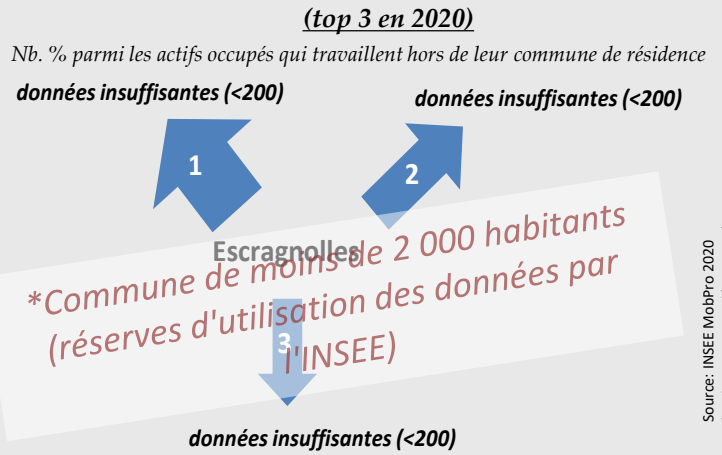 (top 3 en 2020)
Nb. % parmi les actifs occupés qui travaillent hors de leur commune de résidence
données insuffisantes (<200)
données insuffisantes (<200)
1
2
Escragnolles
*Commune de moins de 2 000 habitants
(réserves d'utilisation des données par
l'INSEE)
3
données insuffisantes (<200)
Source: INSEE MobPro 2020